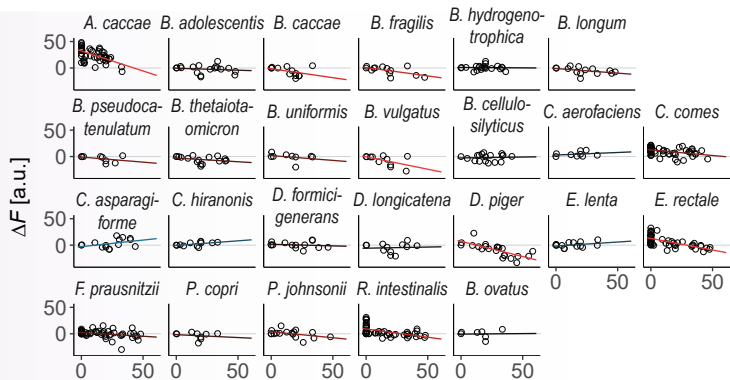 A. caccae B. adolescentis B. caccae B. fragilis B. hydrogeno-
trophica B. longum
50
0
B. pseudoca-
tenulatum B. thetaiota-
omicron B. uniformis B. vulgatus B. cellulo-
silyticus C. aerofaciens C. comes
50
0
ΔF [a.u.]
C. asparagi-
forme C. hiranonis D. formici-
generans D. longicatena D. piger E. lenta E. rectale
50
0
0 50 0 50
F. prausnitzii P. copri P. johnsonii R. intestinalis B. ovatus
50
0
0 50 0 50 0 50 0 50 0 50